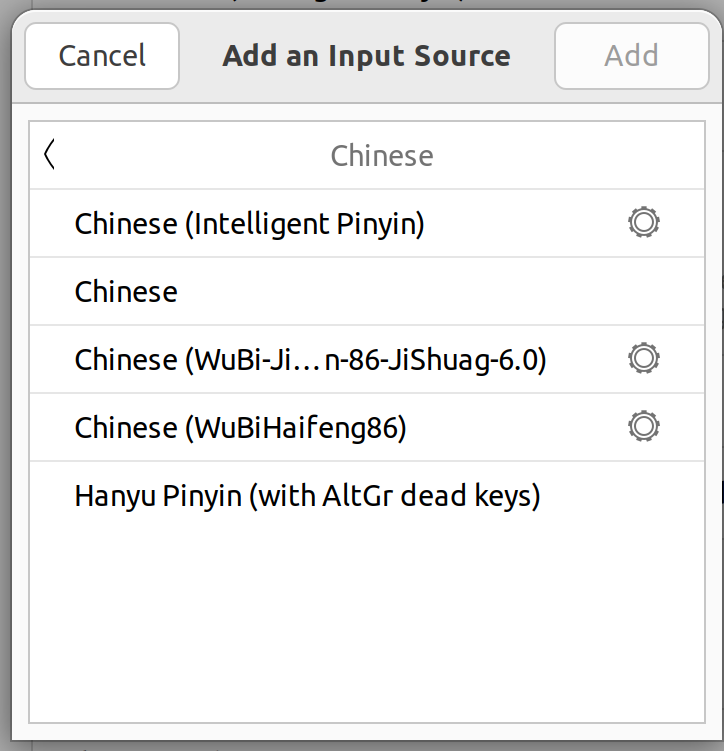 Cancel Add an Input Source Add
Chinese
Chinese (Intelligent Pinyin)
Chinese
Chinese (WuBi-Ji…n-86-JiShuag-6.0)
Chinese (WuBiHaifeng86)
Hanyu Pinyin (with AltGr dead keys)